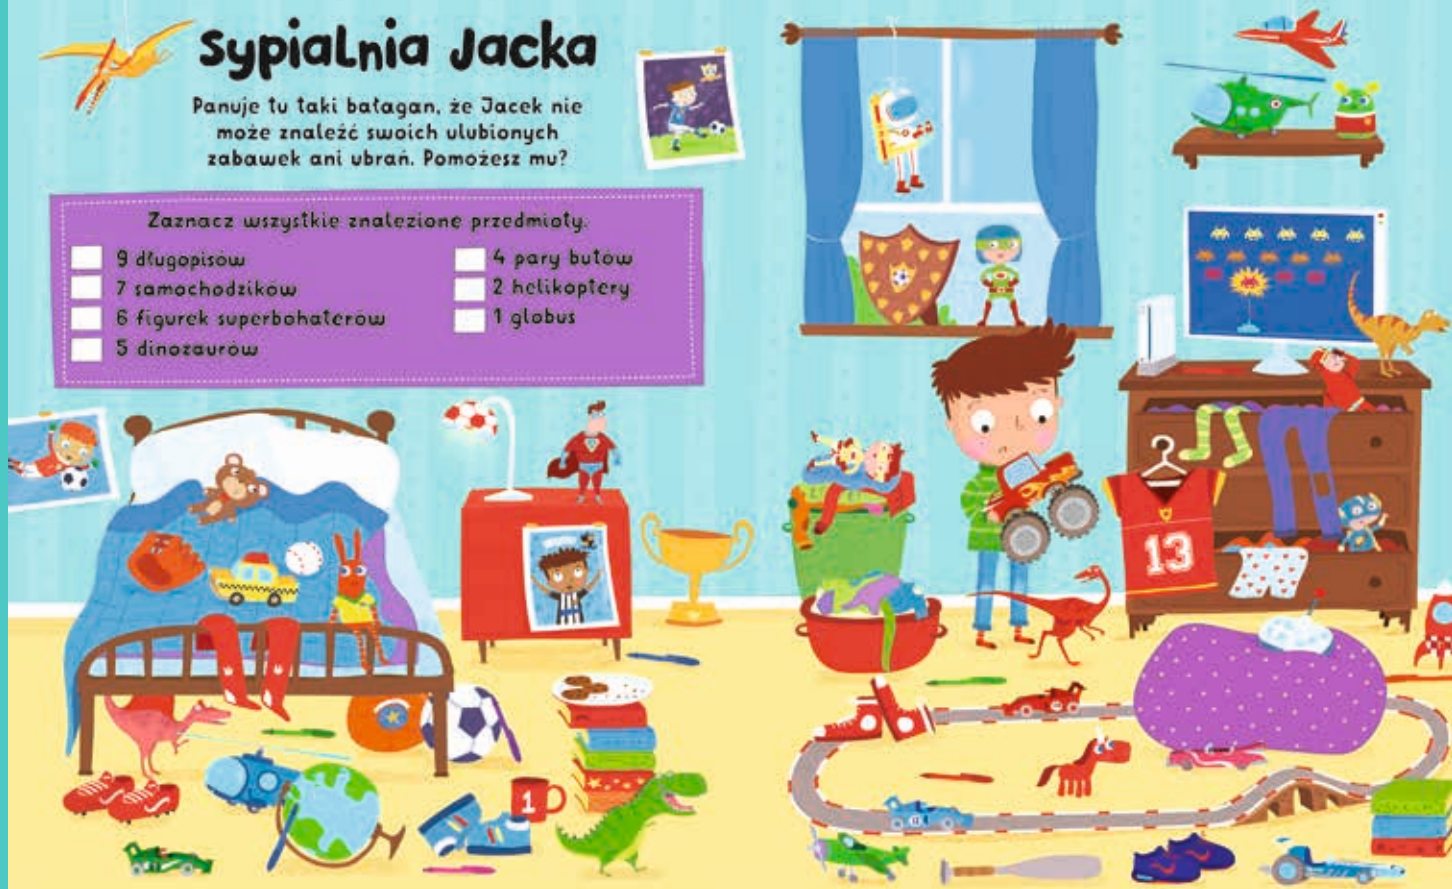 Sypialnia Jacka
Panuje tu taki bałagan, że Jacek nie
może znaleźć swoich ulubionych
zabawek ani ubrań. Pomożesz mu?
Zaznacz wszystkie znalezione przedmioty.
9 długopisów
7 samochodzików
6 figurek superbohaterów
5 dinozaurów
4 pary butów
2 helikoptery
1 globus
13
1